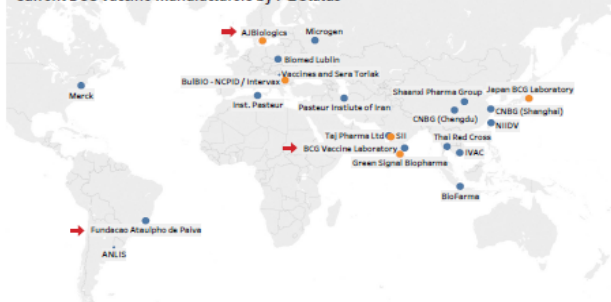 AJBiologics
Microgen
Biomed Lublin
BulBIO - NCPID / Intervax
Vaccines and Sera Torlak
Merck
Inst. Pasteur
Pasteur Institute of Iran
Shaanxi Pharma Group
Japan BCG Laboratory
CNBG (Chengdu)
CNBG (Shanghai)
NIIDV
Taj Pharma Ltd
SII
Thai Red Cross
BCG Vaccine Laboratory
IVAC
Green Signal Biopharma
BioFarma
Fundacao Ataulpho de Paiva
ANLIS